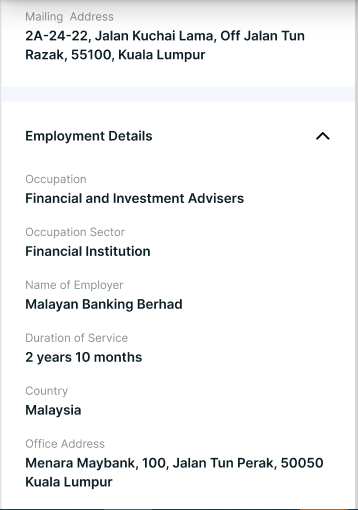 Mailing Address
2A-24-22, Jalan Kuchai Lama, Off Jalan Tun
Razak, 55100, Kuala Lumpur
Employment Details
Occupation
Financial and Investment Advisers
Occupation Sector
Financial Institution
Name of Employer
Malayan Banking Berhad
Duration of Service
2 years 10 months
Country
Malaysia
Office Address
Menara Maybank, 100, Jalan Tun Perak, 50050
Kuala Lumpur